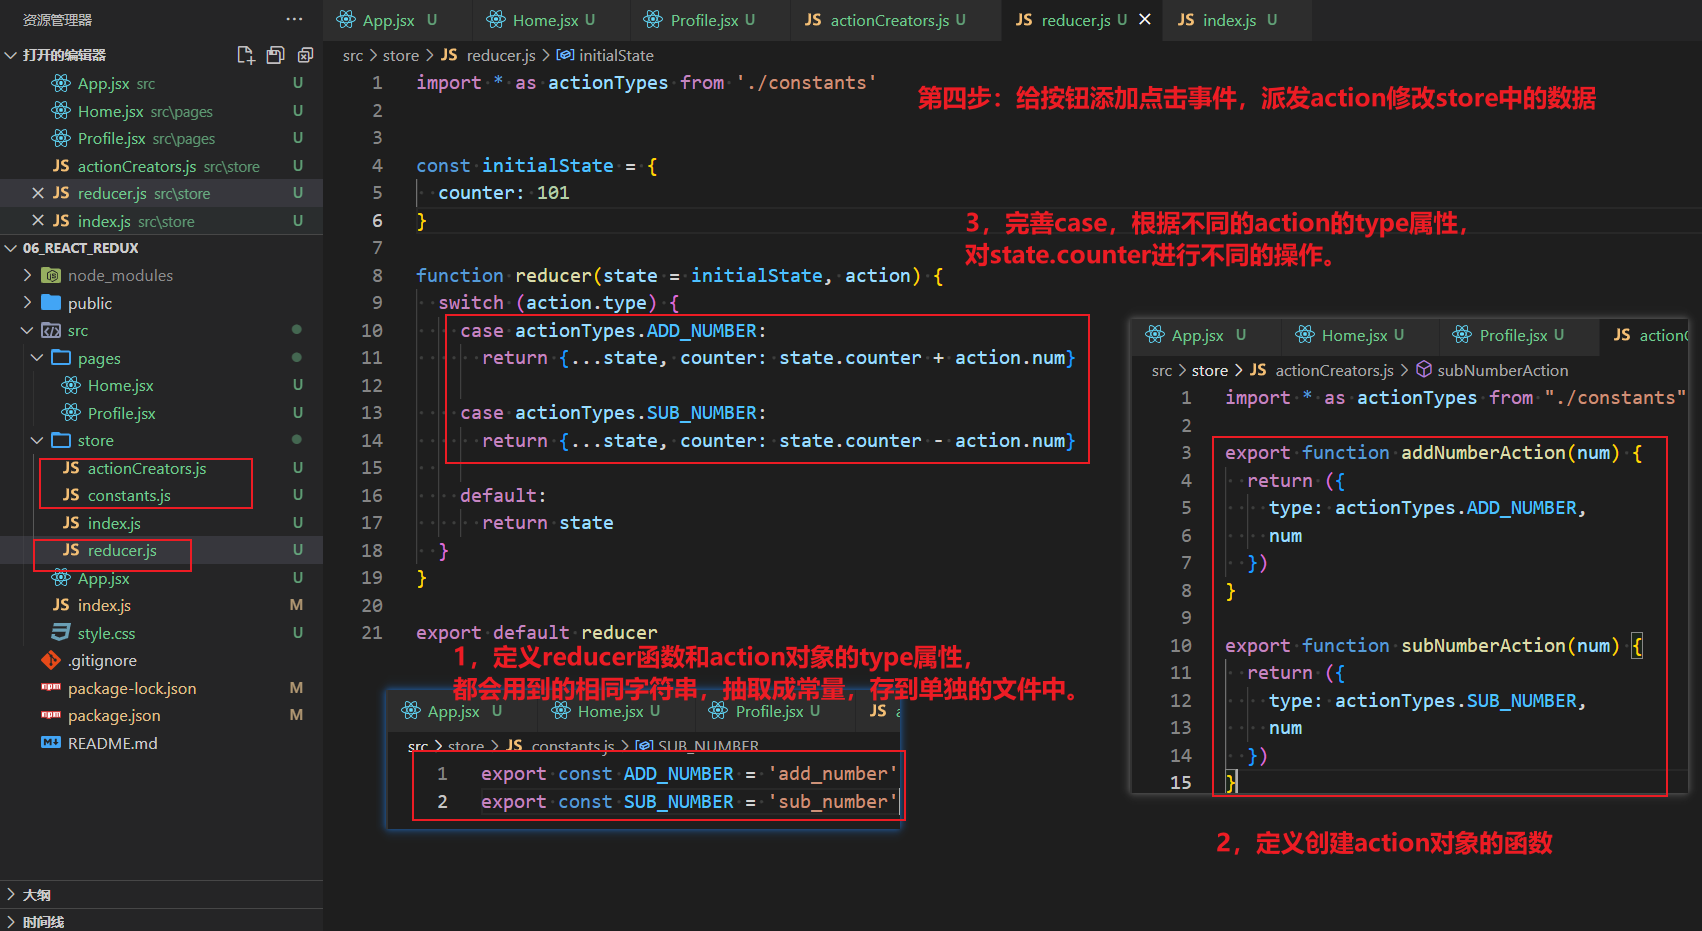 资源管理器 ···
打开的编辑器
App.jsx src U
Home.jsx src\pages U
Profile.jsx src\pages U
JS actionCreators.js src\store U
JS reducer.js src\store U
JS index.js src\store U
06_REACT_REDUX
node_modules
public
src
pages
Home.jsx U
Profile.jsx U
store
JS actionCreators.js U
JS constants.js U
JS index.js U
JS reducer.js U
App.jsx U
JS index.js M
style.css U
.gitignore
package-lock.json M
package.json M
README.md
大纲
时间线
App.jsx U Home.jsx U Profile.jsx U JS actionCreators.js U JS reducer.js U JS index.js U
src > store > JS reducer.js > initialState
1 import * as actionTypes from './constants'
2
3
4 const initialState = {
5 counter: 101
6 }
7
8 function reducer(state = initialState, action) {
9 switch (action.type) {
10 case actionTypes.ADD_NUMBER:
11 return {...state, counter: state.counter + action.num}
12
13 case actionTypes.SUB_NUMBER:
14 return {...state, counter: state.counter - action.num}
15
16 default:
17 return state
18 }
19 }
20
21 export default reducer
第四步：给按钮添加点击事件，派发action修改store中的数据
3，完善case，根据不同的action的type属性，
对state.counter进行不同的操作。
1，定义reducer函数和action对象的type属性，
都会用到的相同字符串，抽取成常量，存到单独的文件中。
App.jsx U Home.jsx U Profile.jsx U JS a
src > store > JS constants.js > SUB_NUMBER
1 export const ADD_NUMBER = 'add_number'
2 export const SUB_NUMBER = 'sub_number'
App.jsx U Home.jsx U Profile.jsx U JS actionC
src > store > JS actionCreators.js > subNumberAction
1 import * as actionTypes from "./constants"
2
3 export function addNumberAction(num) {
4 return ({
5 type: actionTypes.ADD_NUMBER,
6 num
7 })
8 }
9
10 export function subNumberAction(num) {
11 return ({
12 type: actionTypes.SUB_NUMBER,
13 num
14 })
15 }
2，定义创建action对象的函数